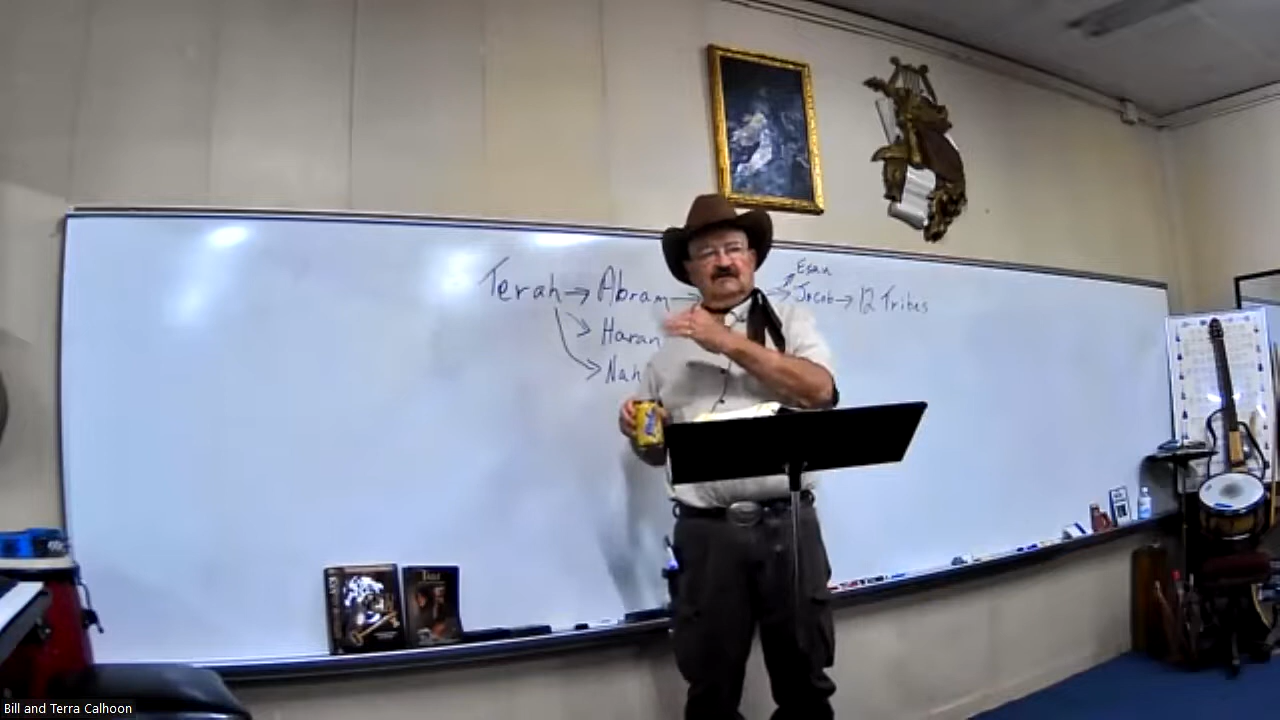 Esau
Terah → Abram → Jacob → 12 Tribes
Haran
Nah
Bill and Terra Calhoon